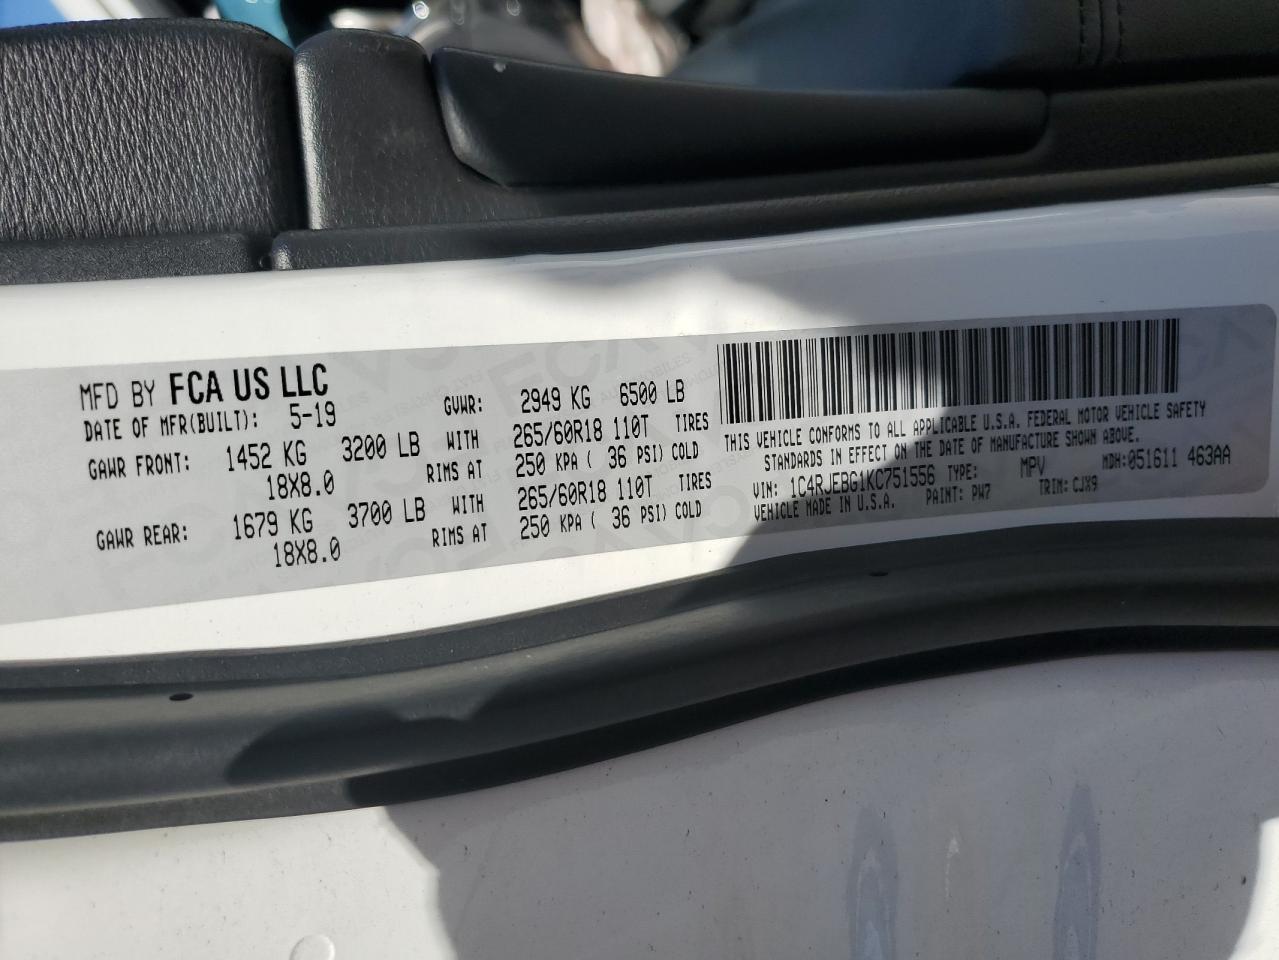 MFD BY FCA US LLC
DATE OF MFR(BUILT): 5-19 GVWR: 2949 KG 6500 LB
GAWR FRONT: 1452 KG 3200 LB WITH 265/60R18 110T TIRES
18X8.0 RIMS AT 250 KPA ( 36 PSI) COLD
GAWR REAR: 1679 KG 3700 LB WITH 265/60R18 110T TIRES
18X8.0 RIMS AT 250 KPA ( 36 PSI) COLD
THIS VEHICLE CONFORMS TO ALL APPLICABLE U.S.A. FEDERAL MOTOR VEHICLE SAFETY
STANDARDS IN EFFECT ON THE DATE OF MANUFACTURE SHOWN ABOVE.
VIN: 1C4RJEBG1KC751556 TYPE: MPV MDH:051611 463AA
VEHICLE MADE IN U.S.A. PAINT: PW7 TRIM:CJX9